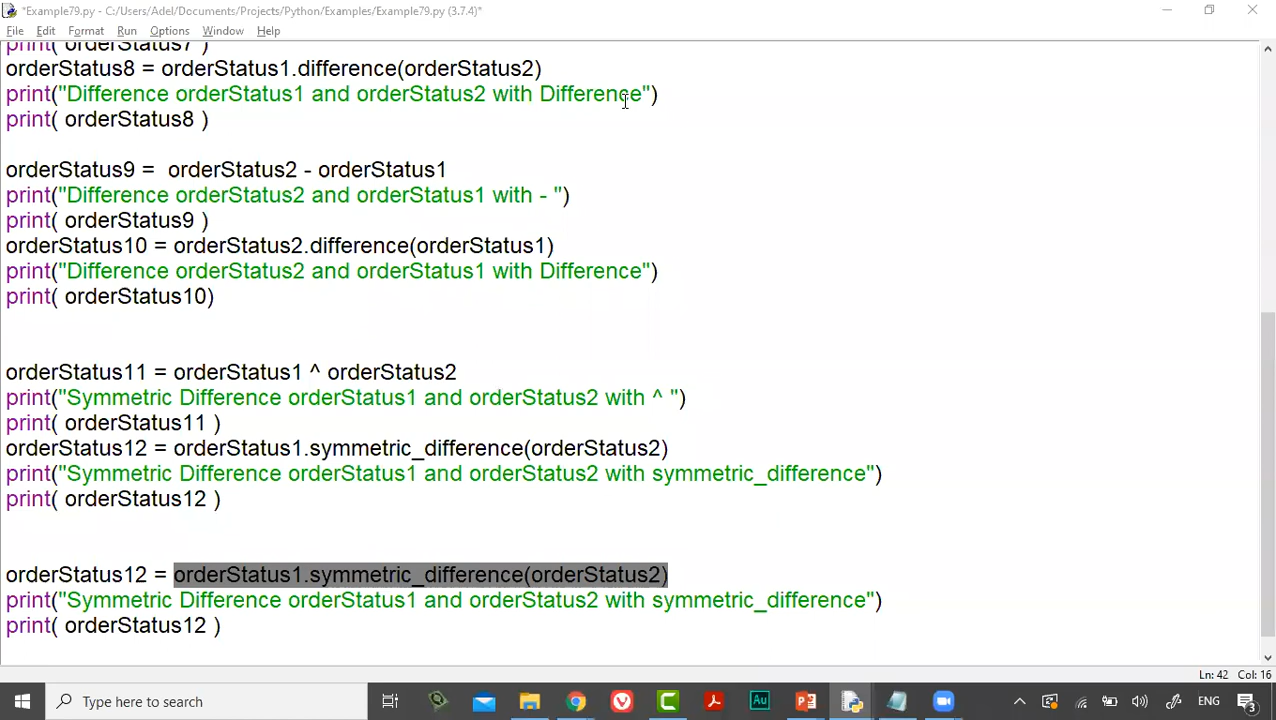 *Example79.py - C:/Users/Adel/Documents/Projects/Python/Examples/Example79.py (3.7.4)*
File Edit Format Run Options Window Help
print( orderStatus7 )
orderStatus8 = orderStatus1.difference(orderStatus2)
print("Difference orderStatus1 and orderStatus2 with Difference")
print( orderStatus8 )
orderStatus9 =  orderStatus2 - orderStatus1
print("Difference orderStatus2 and orderStatus1 with - ")
print( orderStatus9 )
orderStatus10 = orderStatus2.difference(orderStatus1)
print("Difference orderStatus2 and orderStatus1 with Difference")
print( orderStatus10)
orderStatus11 = orderStatus1 ^ orderStatus2
print("Symmetric Difference orderStatus1 and orderStatus2 with ^ ")
print( orderStatus11 )
orderStatus12 = orderStatus1.symmetric_difference(orderStatus2)
print("Symmetric Difference orderStatus1 and orderStatus2 with symmetric_difference")
print( orderStatus12 )
orderStatus12 = orderStatus1.symmetric_difference(orderStatus2)
print("Symmetric Difference orderStatus1 and orderStatus2 with symmetric_difference")
print( orderStatus12 )
Ln: 42 Col: 16
Type here to search Au ENG 3